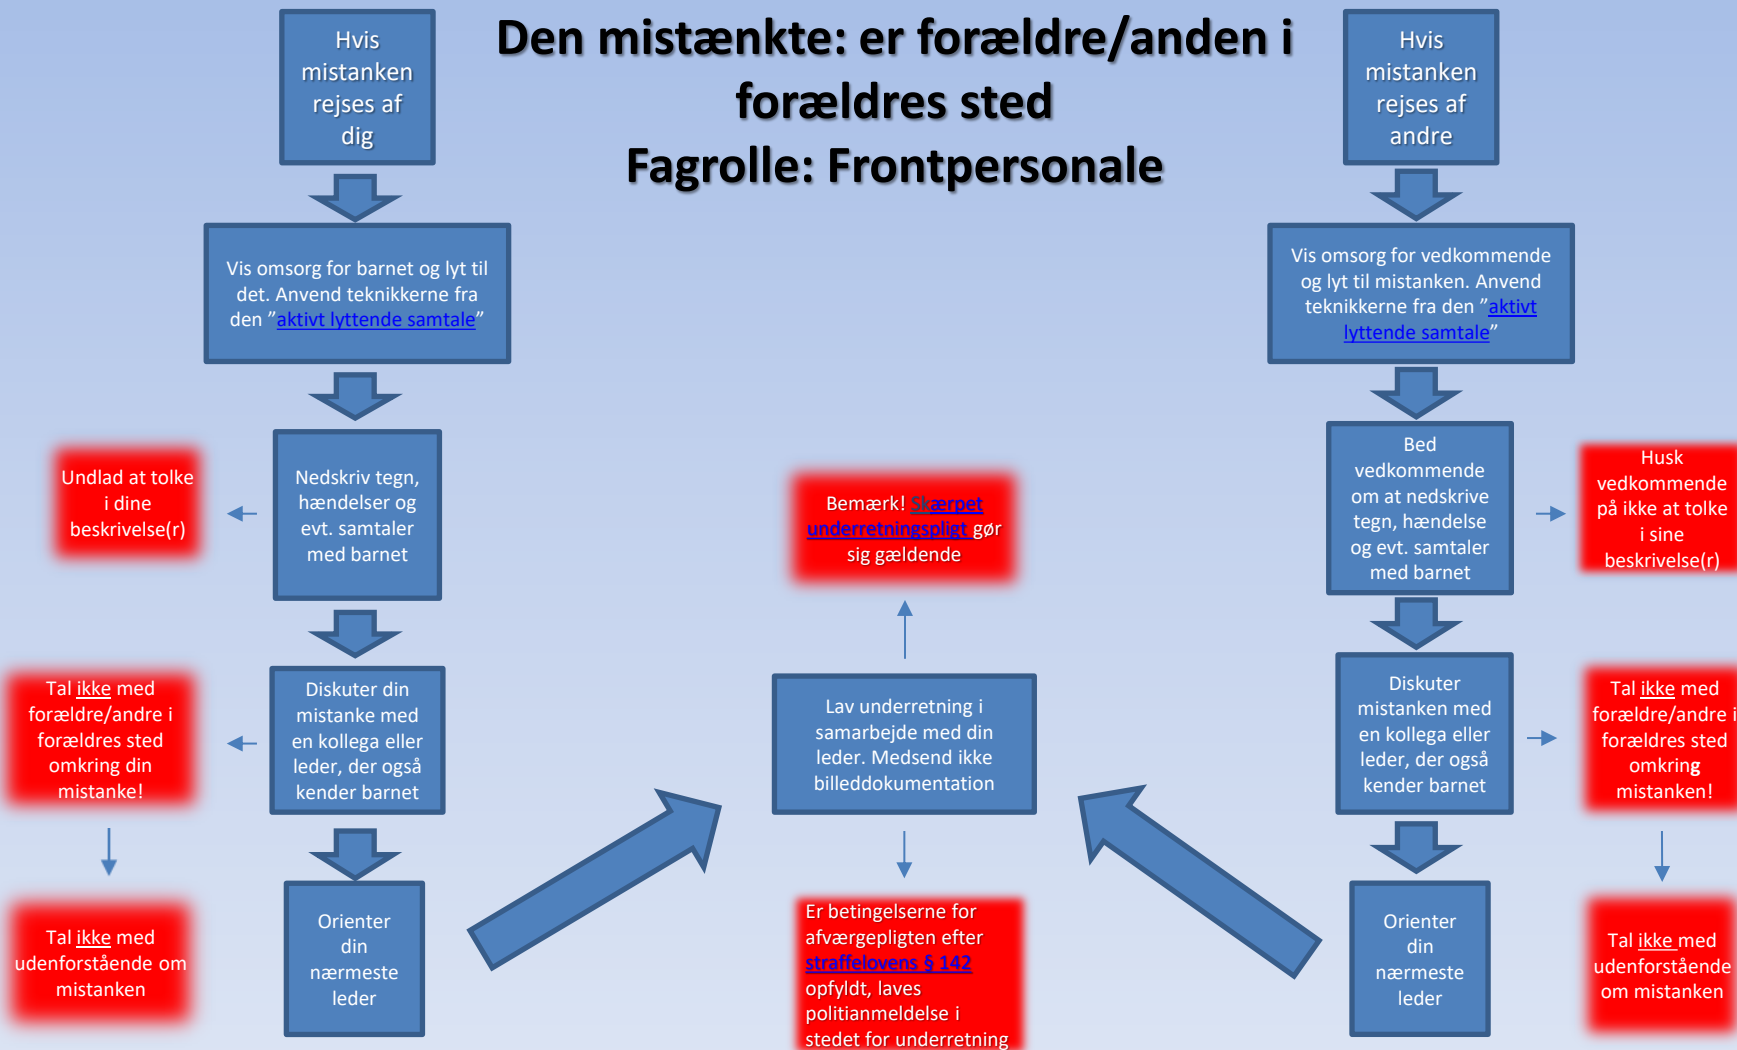 Den mistænkte: er forældre/anden i
forældres sted
Fagrolle: Frontpersonale
Hvis
mistanken
rejses af
dig
Vis omsorg for barnet og lyt til
det. Anvend teknikkerne fra
den ”aktivt lyttende samtale”
Nedskriv tegn,
hændelser og
evt. samtaler
med barnet
Undlad at tolke
i dine
beskrivelse(r)
Diskuter din
mistanke med
en kollega eller
leder, der også
kender barnet
Tal ikke med
forældre/andre i
forældres sted
omkring din
mistanke!
Tal ikke med
udenforstående om
mistanken
Orienter
din
nærmeste
leder
Bemærk! Skærpet
underretningspligt gør
sig gældende
Lav underretning i
samarbejde med din
leder. Medsend ikke
billeddokumentation
Er betingelserne for
afværgepligten efter
straffelovens § 142
opfyldt, laves
politianmeldelse i
stedet for underretning
Hvis
mistanken
rejses af
andre
Vis omsorg for vedkommende
og lyt til mistanken. Anvend
teknikkerne fra den ”aktivt
lyttende samtale”
Bed
vedkommende
om at nedskrive
tegn, hændelse
og evt. samtaler
med barnet
Husk
vedkommende
på ikke at tolke
i sine
beskrivelse(r)
Diskuter
mistanken med
en kollega eller
leder, der også
kender barnet
Tal ikke med
forældre/andre i
forældres sted
omkring
mistanken!
Tal ikke med
udenforstående
om mistanken
Orienter
din
nærmeste
leder